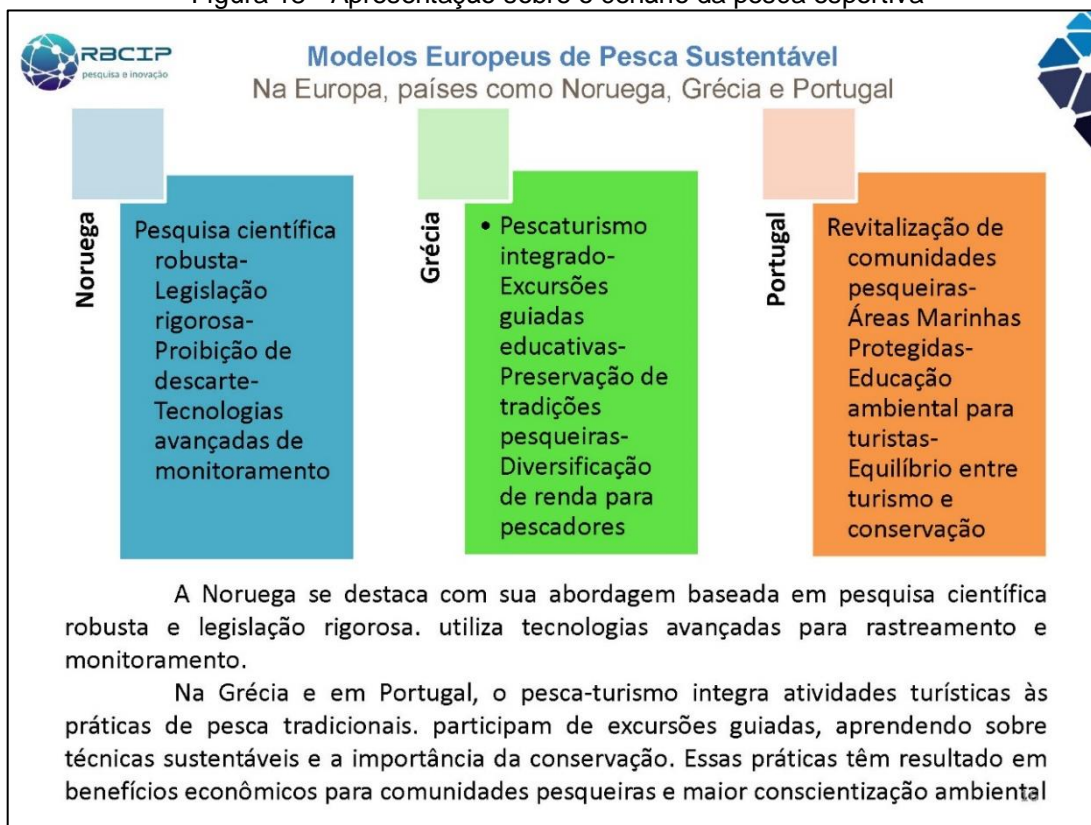 RBCIP
pesquisa e inovação
Modelos Europeus de Pesca Sustentável
Na Europa, países como Noruega, Grécia e Portugal
Noruega
Pesquisa científica
robusta-
Legislação
rigorosa-
Proibição de
descarte-
Tecnologias
avançadas de
monitoramento
Grécia
• Pescaturismo
integrado-
Excursões
guiadas
educativas-
Preservação de
tradições
pesqueiras-
Diversificação
de renda para
pescadores
Portugal
Revitalização de
comunidades
pesqueiras-
Áreas Marinhas
Protegidas-
Educação
ambiental para
turistas-
Equilíbrio entre
turismo e
conservação
A Noruega se destaca com sua abordagem baseada em pesquisa científica
robusta e legislação rigorosa. utiliza tecnologias avançadas para rastreamento e
monitoramento.
Na Grécia e em Portugal, o pesca-turismo integra atividades turísticas às
práticas de pesca tradicionais. participam de excursões guiadas, aprendendo sobre
técnicas sustentáveis e a importância da conservação. Essas práticas têm resultado em
benefícios econômicos para comunidades pesqueiras e maior conscientização ambiental